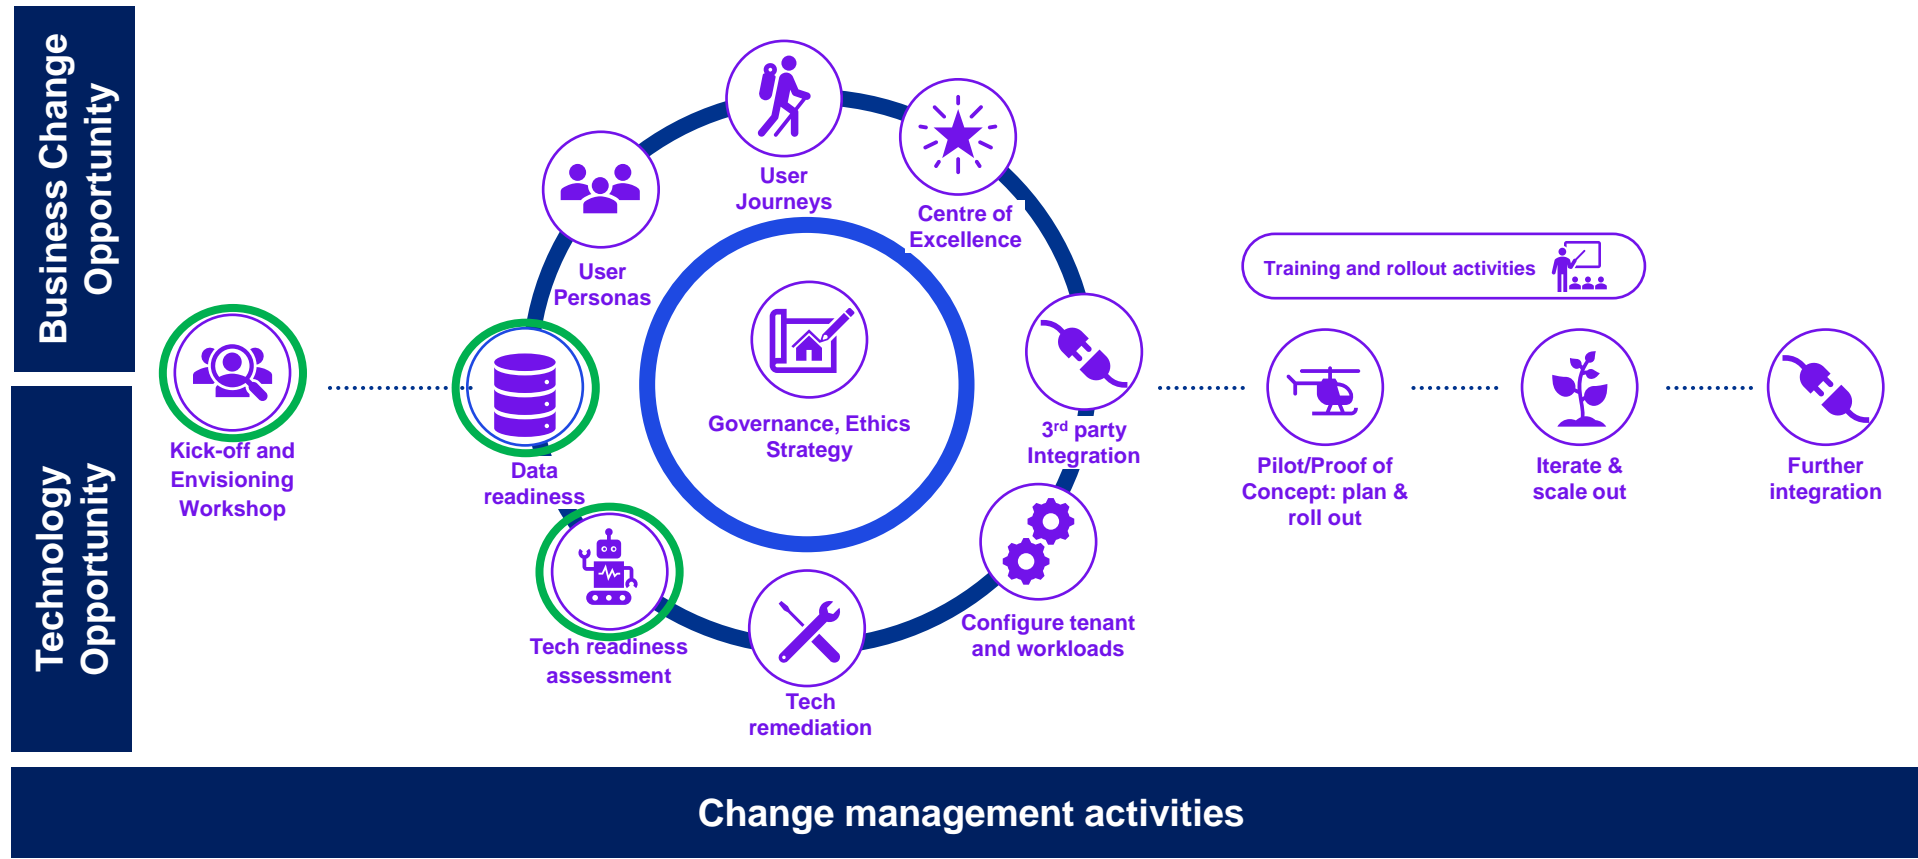 Business Change
Opportunity
Technology
Opportunity
Kick-off and
Envisioning
Workshop
User
Journeys
Centre of
Excellence
User
Personas
Data
readiness
Governance, Ethics
Strategy
3rd party
Integration
Tech readiness
assessment
Tech
remediation
Configure tenant
and workloads
Training and rollout activities
Pilot/Proof of
Concept: plan &
roll out
Iterate &
scale out
Further
integration
Change management activities